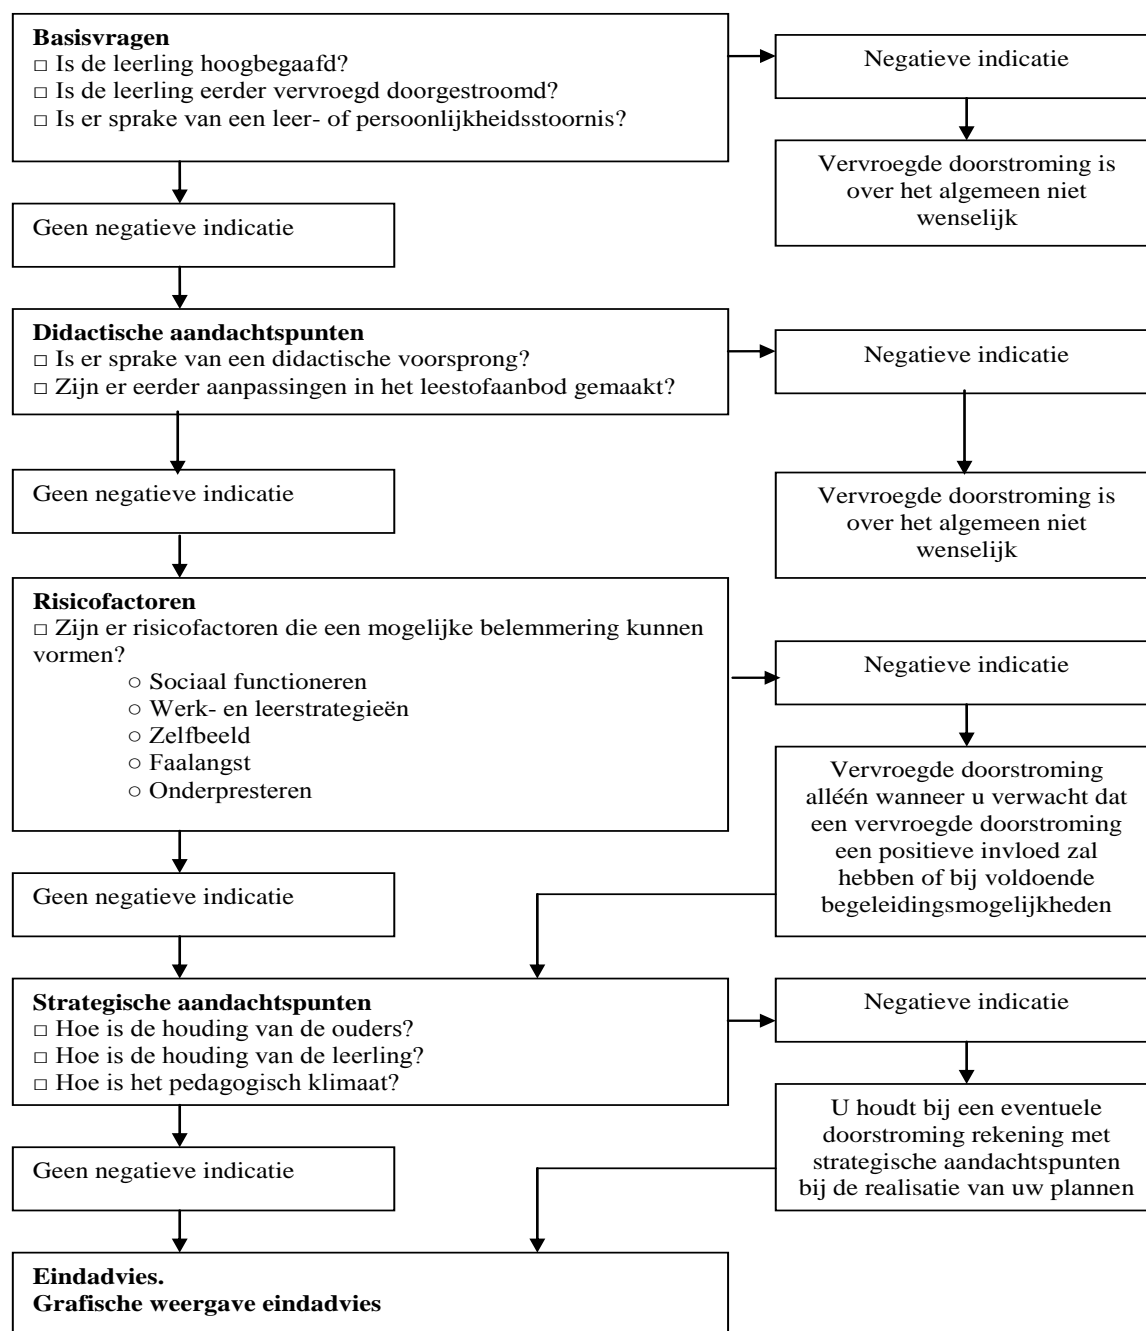 Basisvragen
□ Is de leerling hoogbegaafd?
□ Is de leerling eerder vervroegd doorgestroomd?
□ Is er sprake van een leer- of persoonlijkheidsstoornis?
Negatieve indicatie
Vervroegde doorstroming is
over het algemeen niet
wenselijk
Geen negatieve indicatie
Didactische aandachtspunten
□ Is er sprake van een didactische voorsprong?
□ Zijn er eerder aanpassingen in het leestofaanbod gemaakt?
Negatieve indicatie
Vervroegde doorstroming is
over het algemeen niet
wenselijk
Geen negatieve indicatie
Risicofactoren
□ Zijn er risicofactoren die een mogelijke belemmering kunnen
vormen?
○ Sociaal functioneren
○ Werk- en leerstrategieën
○ Zelfbeeld
○ Faalangst
○ Onderpresteren
Negatieve indicatie
Vervroegde doorstroming
alléén wanneer u verwacht dat
een vervroegde doorstroming
een positieve invloed zal
hebben of bij voldoende
begeleidingsmogelijkheden
Geen negatieve indicatie
Strategische aandachtspunten
□ Hoe is de houding van de ouders?
□ Hoe is de houding van de leerling?
□ Hoe is het pedagogisch klimaat?
Negatieve indicatie
U houdt bij een eventuele
doorstroming rekening met
strategische aandachtspunten
bij de realisatie van uw plannen
Geen negatieve indicatie
Eindadvies.
Grafische weergave eindadvies